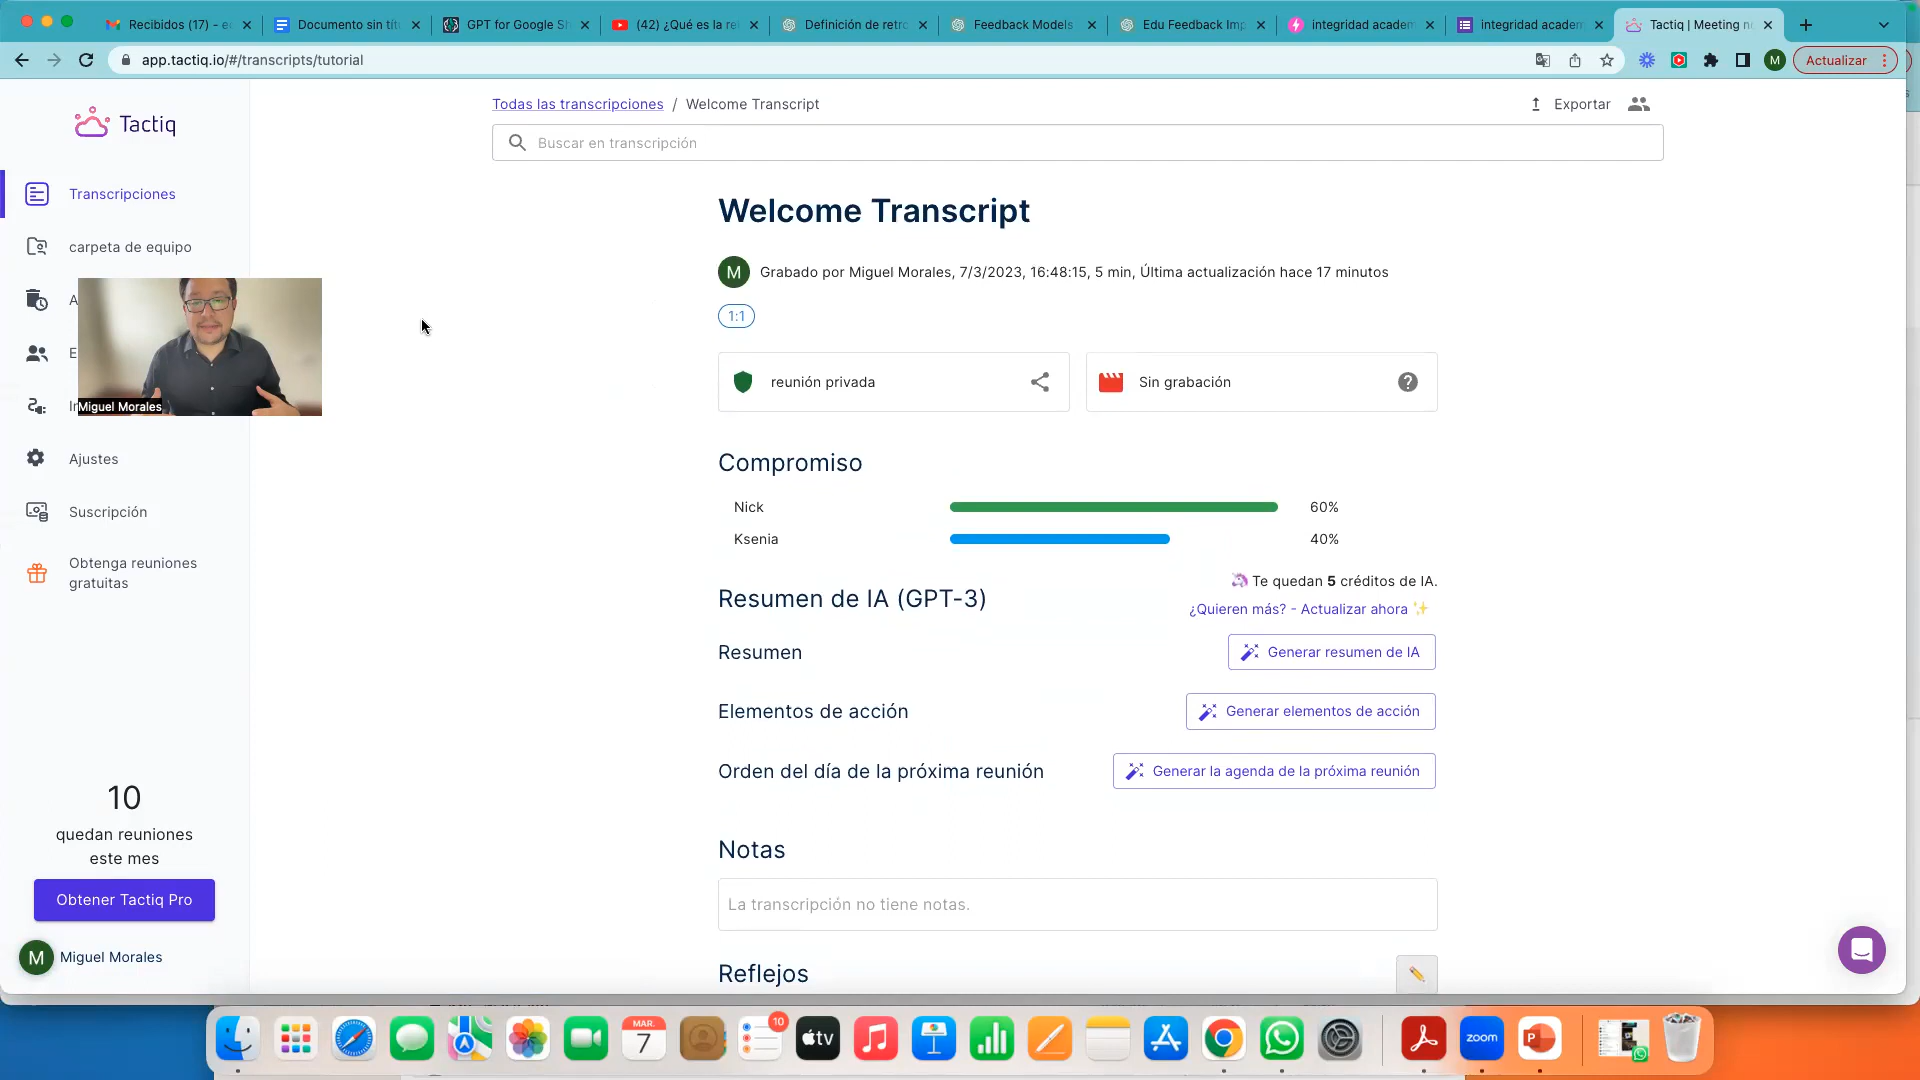 Recibidos (17) - e
Documento sin tít
GPT for Google Sh
(42) ¿Qué es la re
Definición de retro
Feedback Models
Edu Feedback Imp
integridad academ
integridad academ
Tactiq | Meeting no
app.tactiq.io/#/transcripts/tutorial
M
Actualizar
Tactiq
Transcripciones
carpeta de equipo
A
E
In
Miguel Morales
Ajustes
Suscripción
Obtenga reuniones
gratuitas
10
quedan reuniones
este mes
Obtener Tactiq Pro
M Miguel Morales
Todas las transcripciones / Welcome Transcript
Exportar
Buscar en transcripción
Welcome Transcript
M Grabado por Miguel Morales, 7/3/2023, 16:48:15, 5 min, Última actualización hace 17 minutos
1:1
reunión privada
Sin grabación
Compromiso
Nick 60%
Ksenia 40%
Te quedan 5 créditos de IA.
Resumen de IA (GPT-3)
¿Quieren más? - Actualizar ahora
Resumen
Generar resumen de IA
Elementos de acción
Generar elementos de acción
Orden del día de la próxima reunión
Generar la agenda de la próxima reunión
Notas
La transcripción no tiene notas.
Reflejos
MAR.
7
10
tv
zoom
P